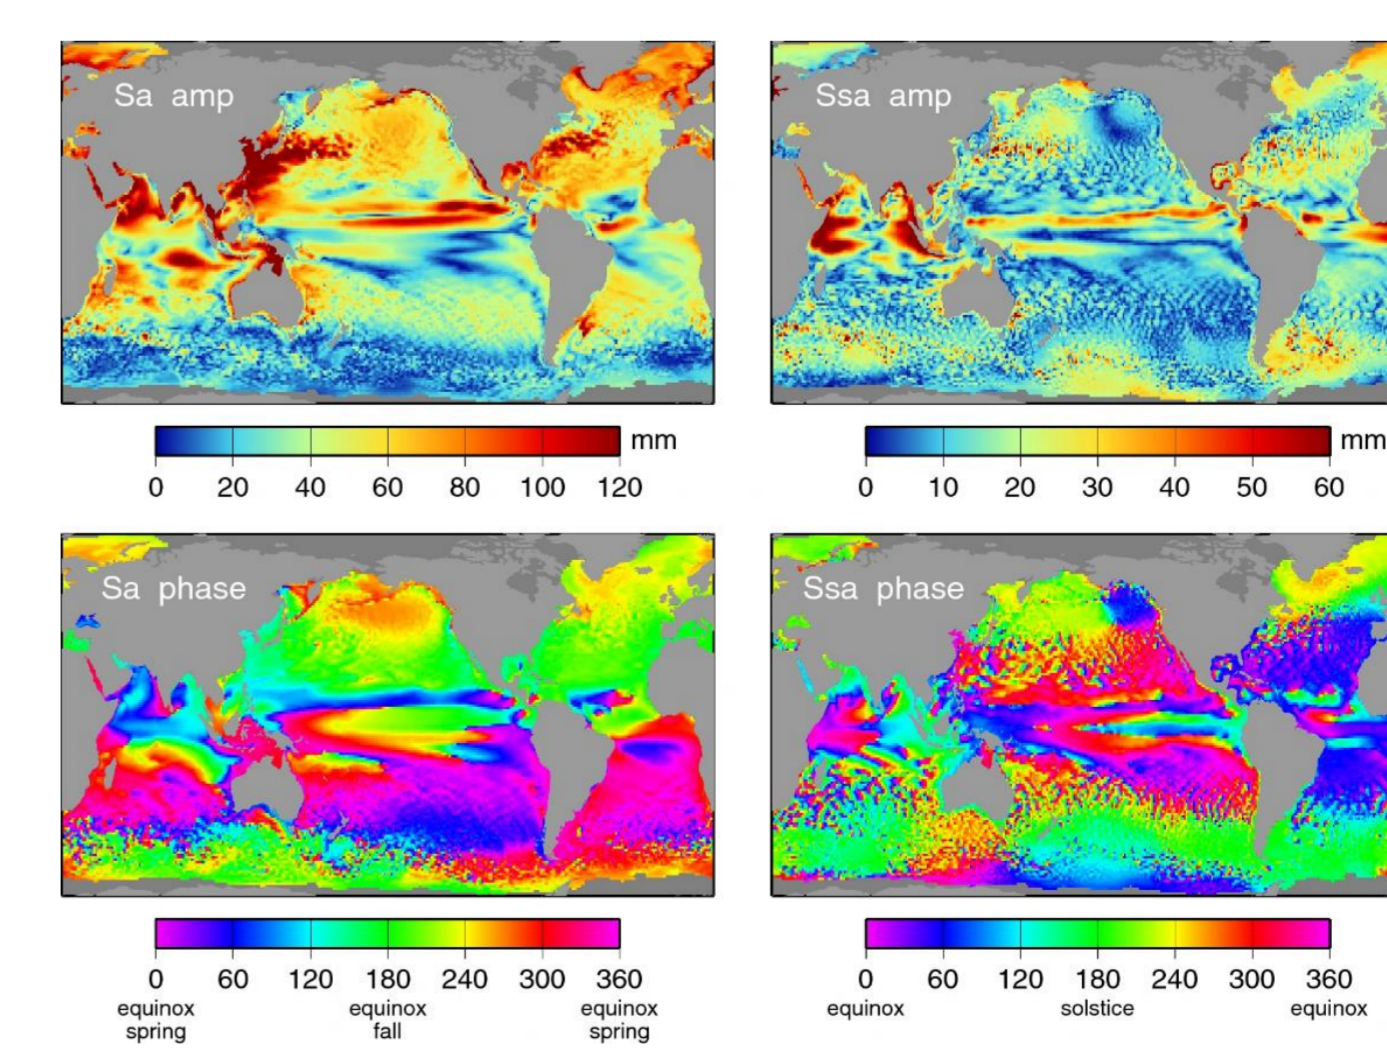 Sa amp
Ssa amp
mm
0 20 40 60 80 100 120
mm
0 10 20 30 40 50 60
Sa phase
Ssa phase
0 60 120 180 240 300 360
equinox equinox equinox
spring fall spring
0 60 120 180 240 300 360
equinox solstice equinox